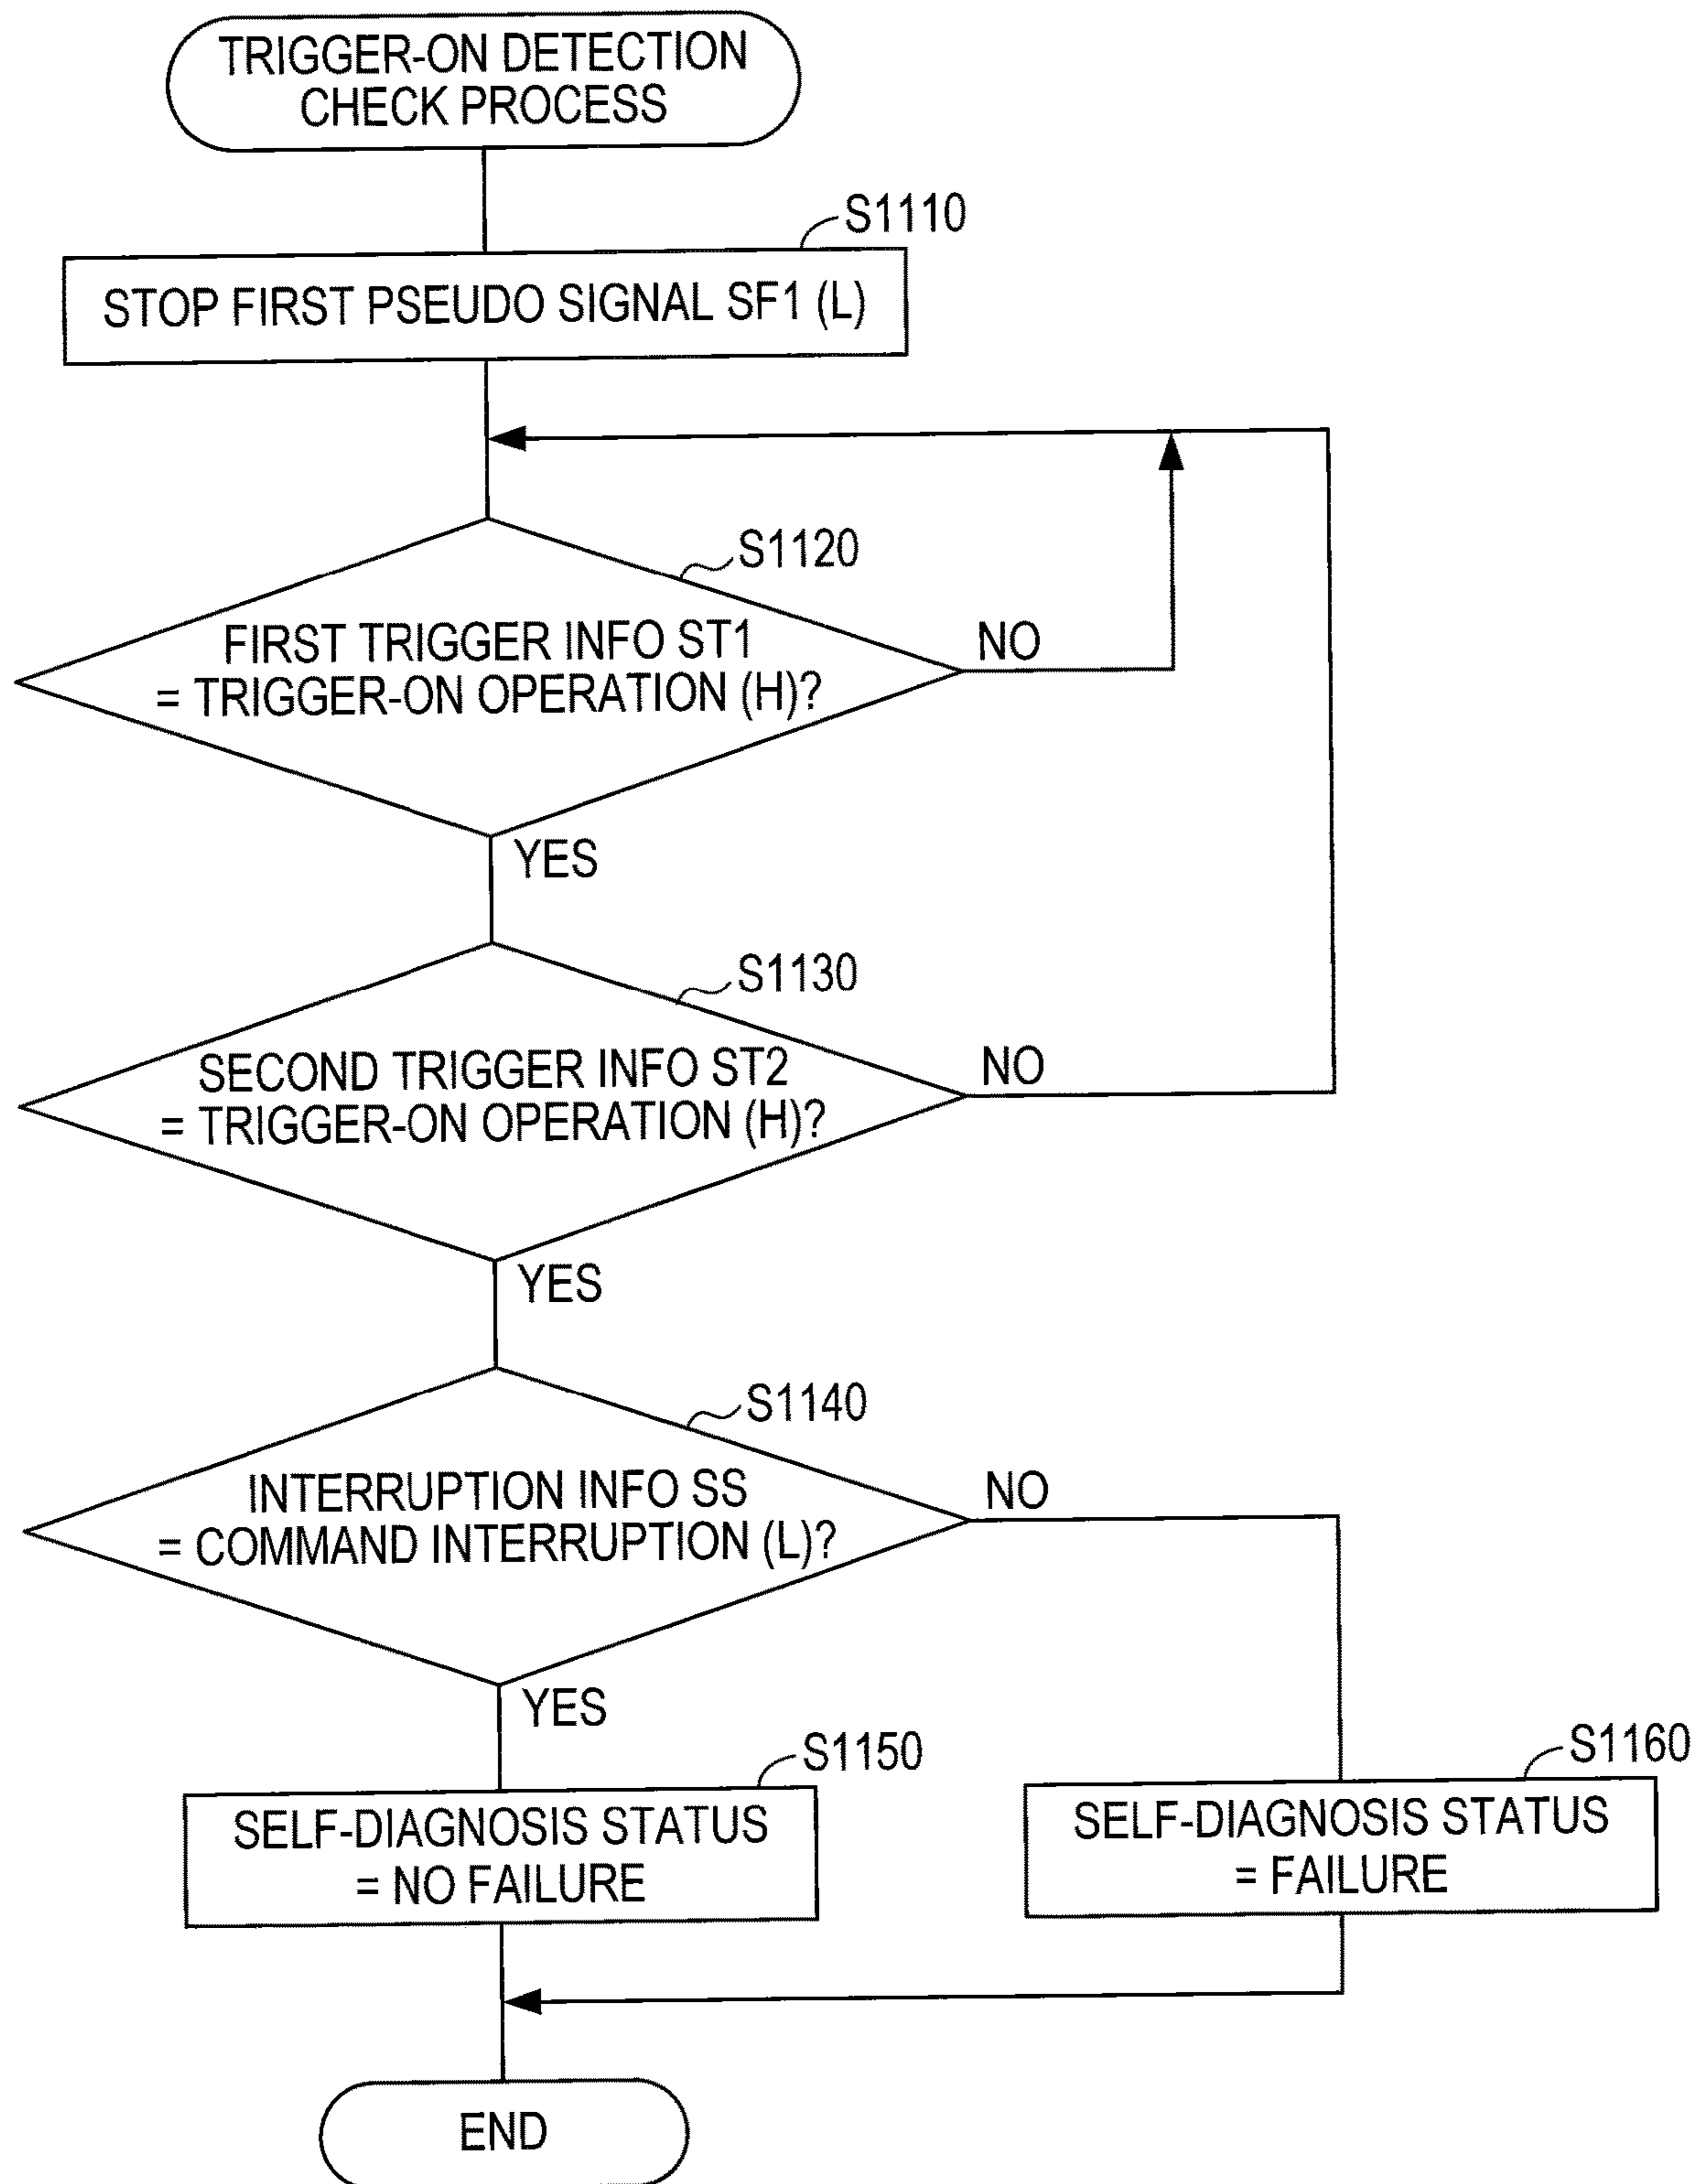 TRIGGER-ON DETECTION
CHECK PROCESS
S1110
STOP FIRST PSEUDO SIGNAL SF1 (L)
S1120
FIRST TRIGGER INFO ST1
= TRIGGER-ON OPERATION (H)?
NO
YES
S1130
SECOND TRIGGER INFO ST2
= TRIGGER-ON OPERATION (H)?
NO
YES
S1140
INTERRUPTION INFO SS
= COMMAND INTERRUPTION (L)?
NO
YES
S1150
SELF-DIAGNOSIS STATUS
= NO FAILURE
S1160
SELF-DIAGNOSIS STATUS
= FAILURE
END